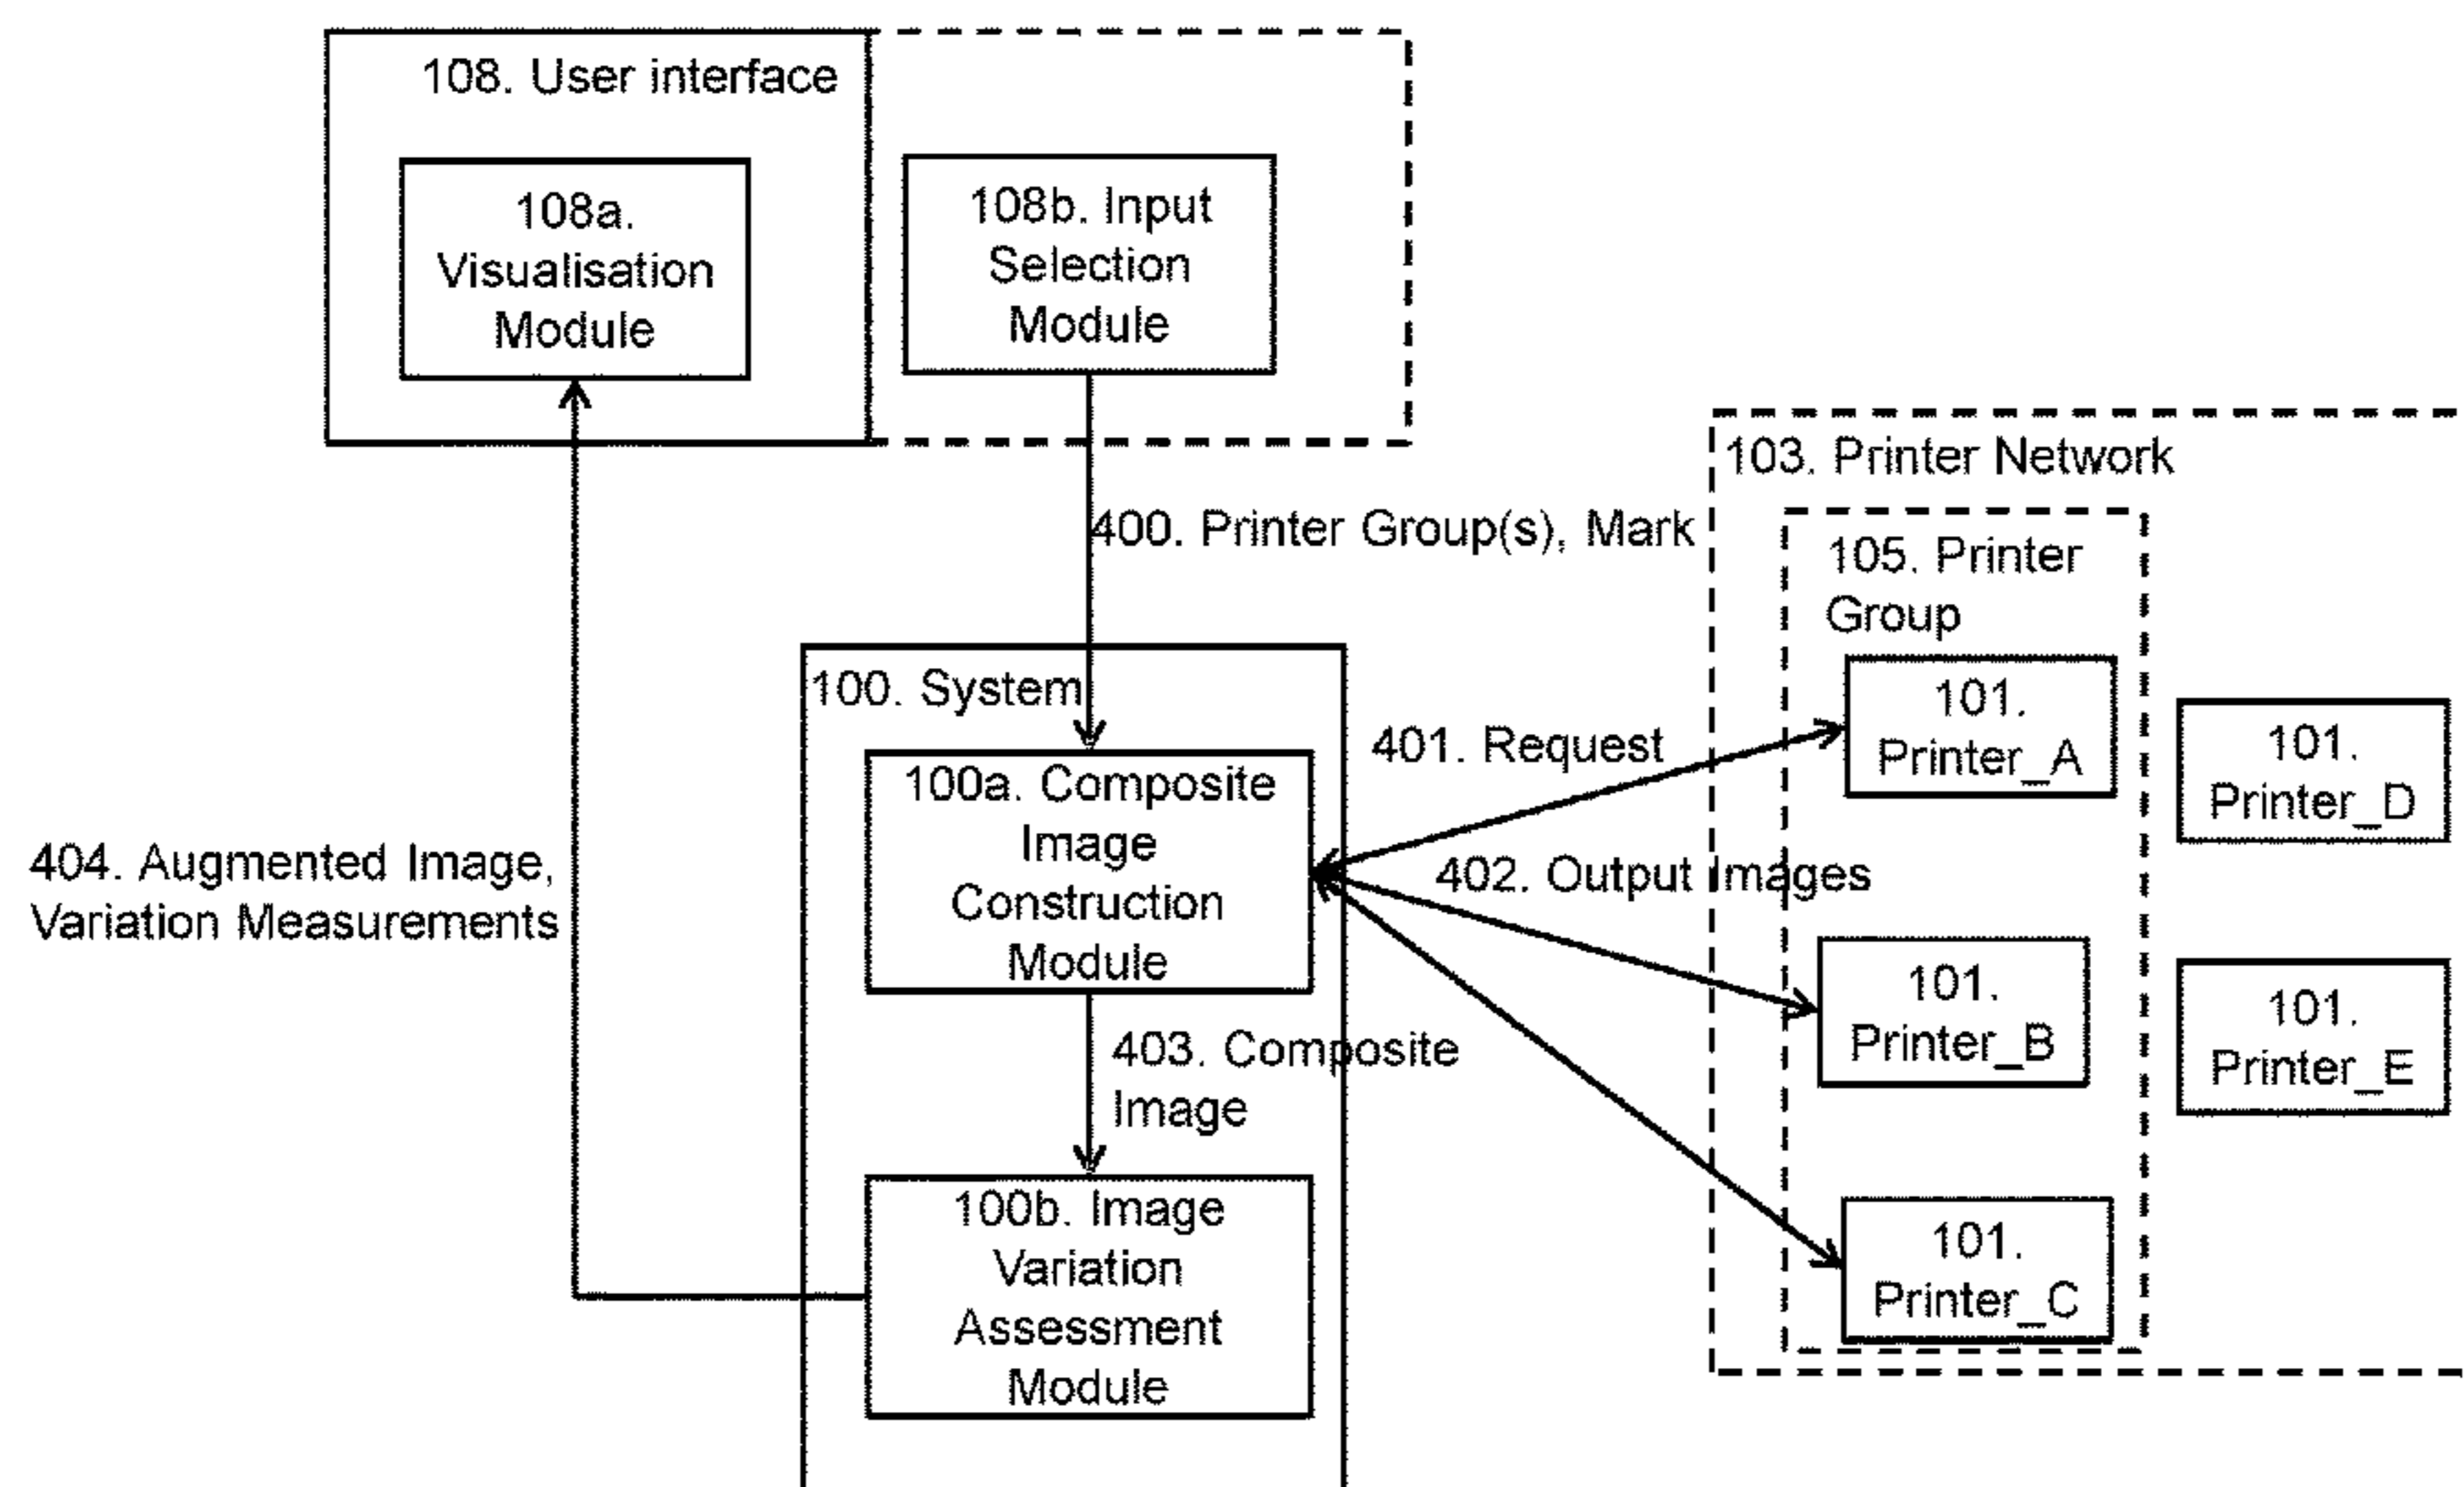 108. User interface
108a.
Visualisation
Module
108b. Input
Selection
Module
400. Printer Group(s), Mark
103. Printer Network
105. Printer
Group
101.
Printer_A
101.
Printer_D
100. System
401. Request
100a. Composite
Image
Construction
Module
402. Output Images
404. Augmented Image,
Variation Measurements
101.
Printer_B
101.
Printer_E
403. Composite
Image
100b. Image
Variation
Assessment
Module
101.
Printer_C